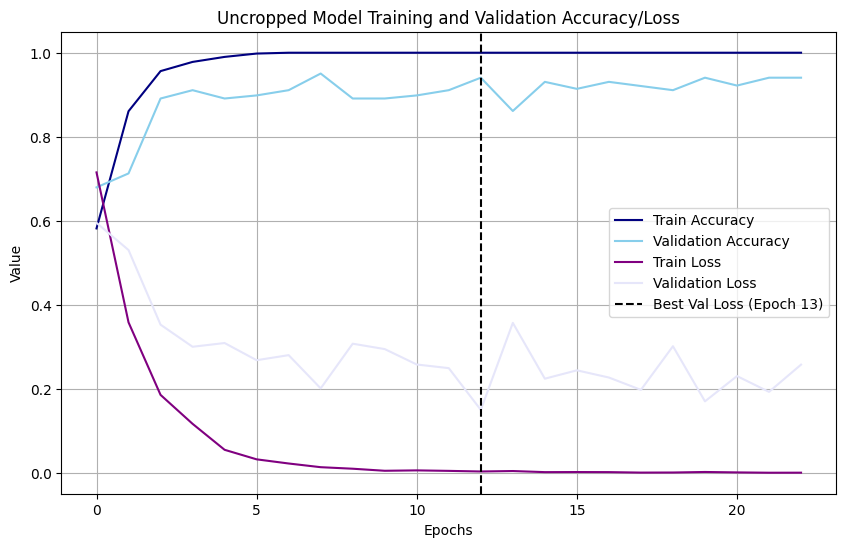 Uncropped Model Training and Validation Accuracy/Loss
1.0
0.8
0.6
0.4
0.2
0.0
Value
Train Accuracy
Validation Accuracy
Train Loss
Validation Loss
Best Val Loss (Epoch 13)
0 5 10 15 20
Epochs